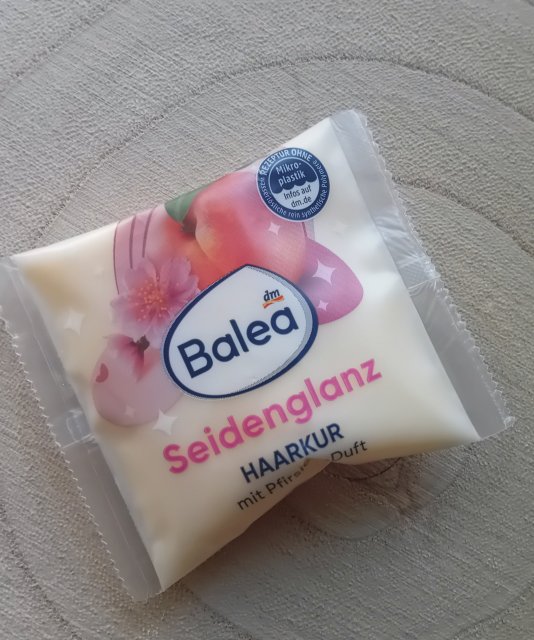 REZEPTUR OHNE
Mikro-
plastik
Infos auf
dm.de
dm
Balea
Seidenglanz
HAARKUR
mit Duft